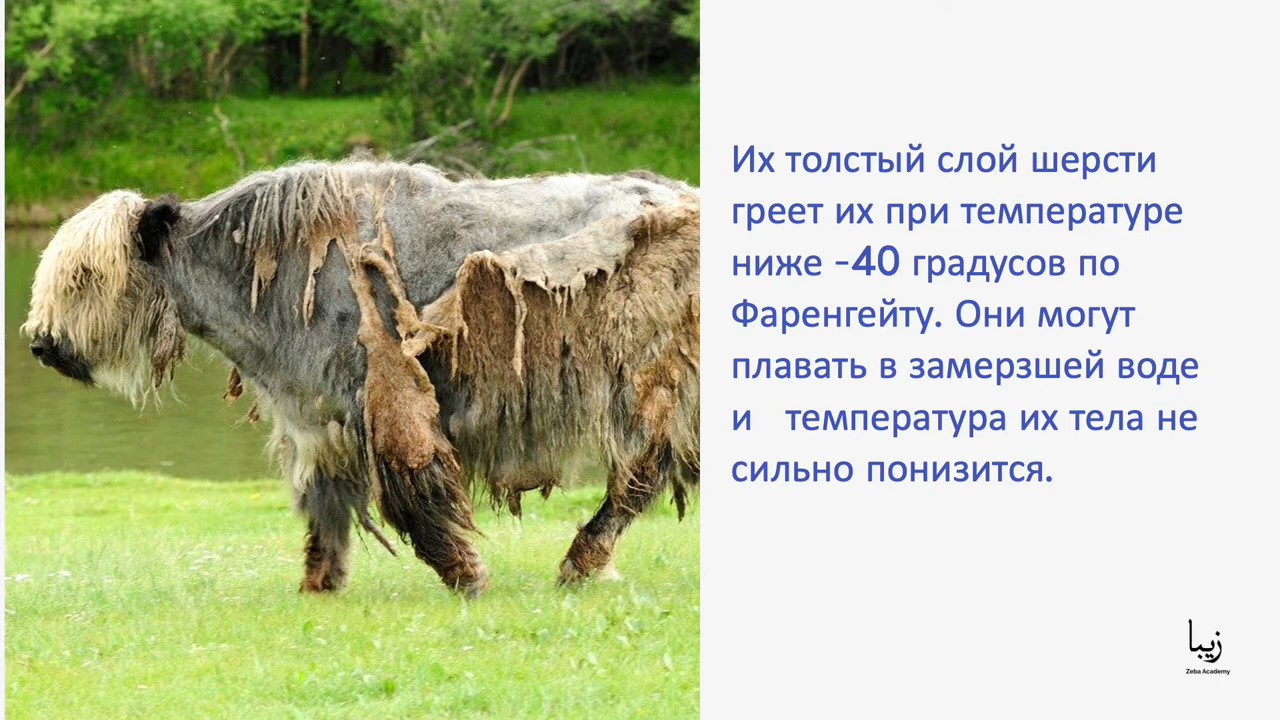 Их толстый слой шерсти
греет их при температуре
ниже -40 градусов по
Фаренгейту. Они могут
плавать в замерзшей воде
и   температура их тела не
сильно понизится.
زیبا
Zeba Academy